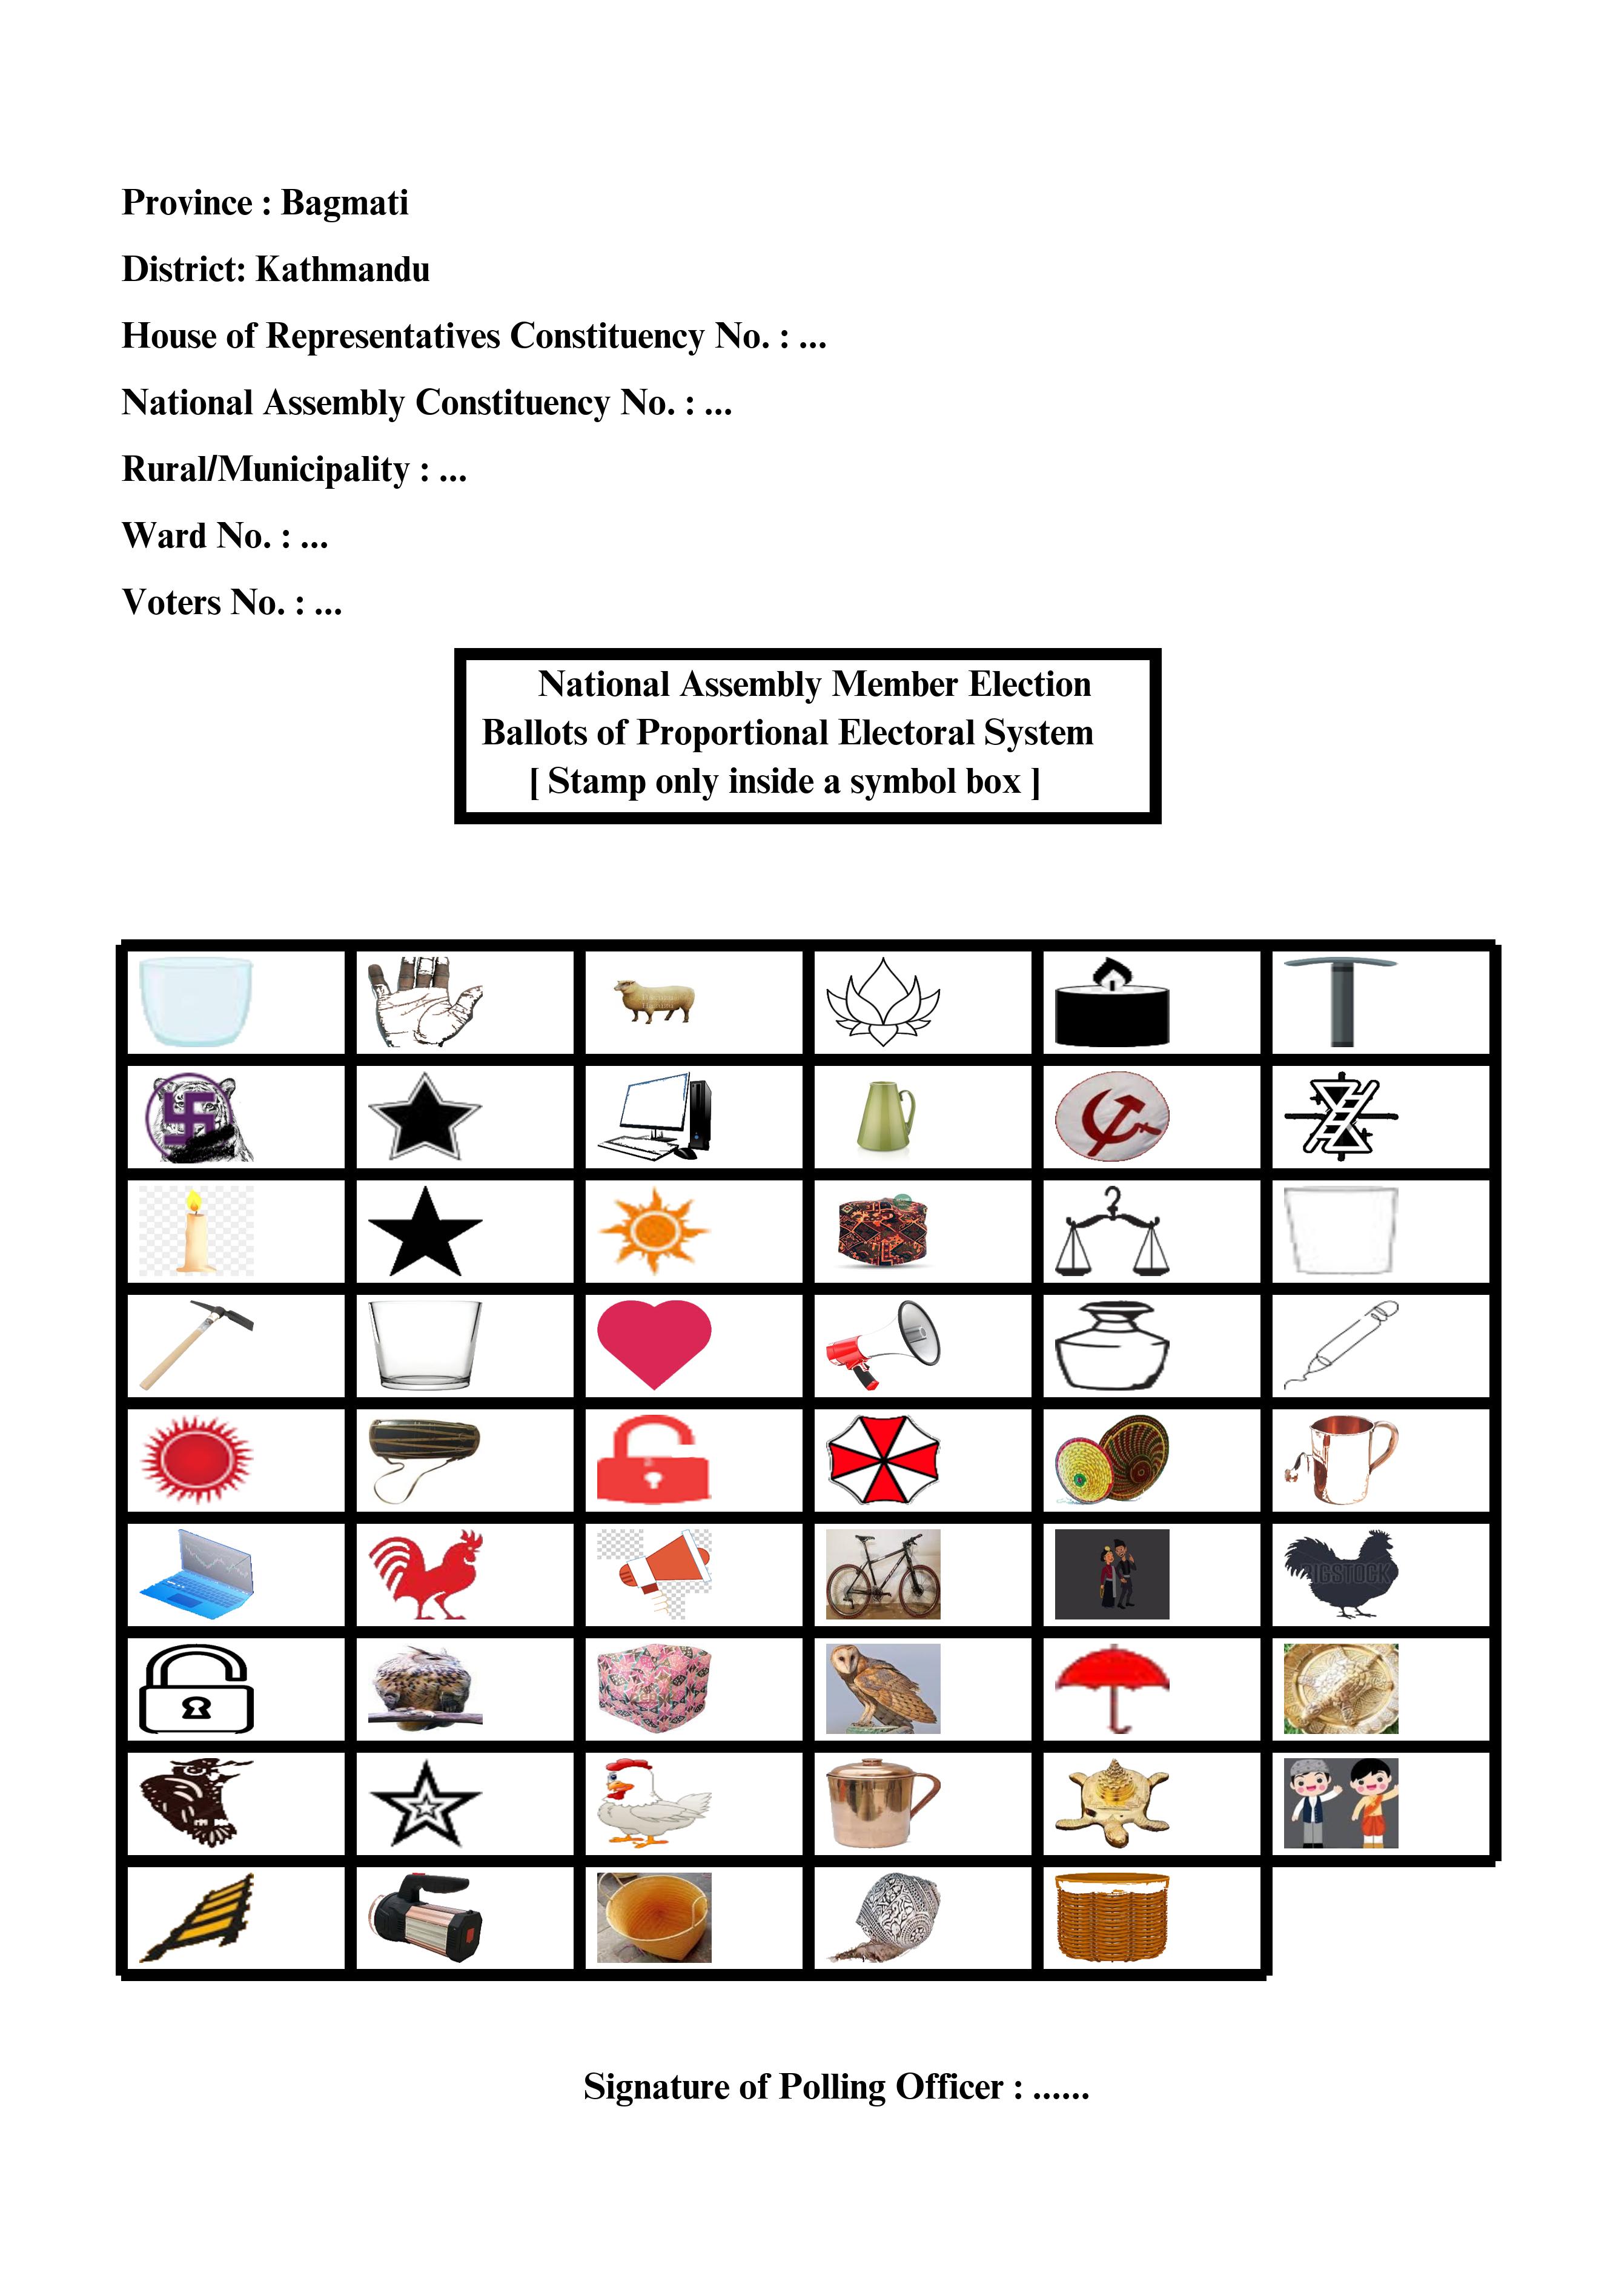 Province : Bagmati
District: Kathmandu
House of Representatives Constituency No. : ...
National Assembly Constituency No. : ...
Rural/Municipality : ...
Ward No. : ...
Voters No. : ...
National Assembly Member Election
Ballots of Proportional Electoral System
[ Stamp only inside a symbol box ]
IGSTOCK
Signature of Polling Officer : ......